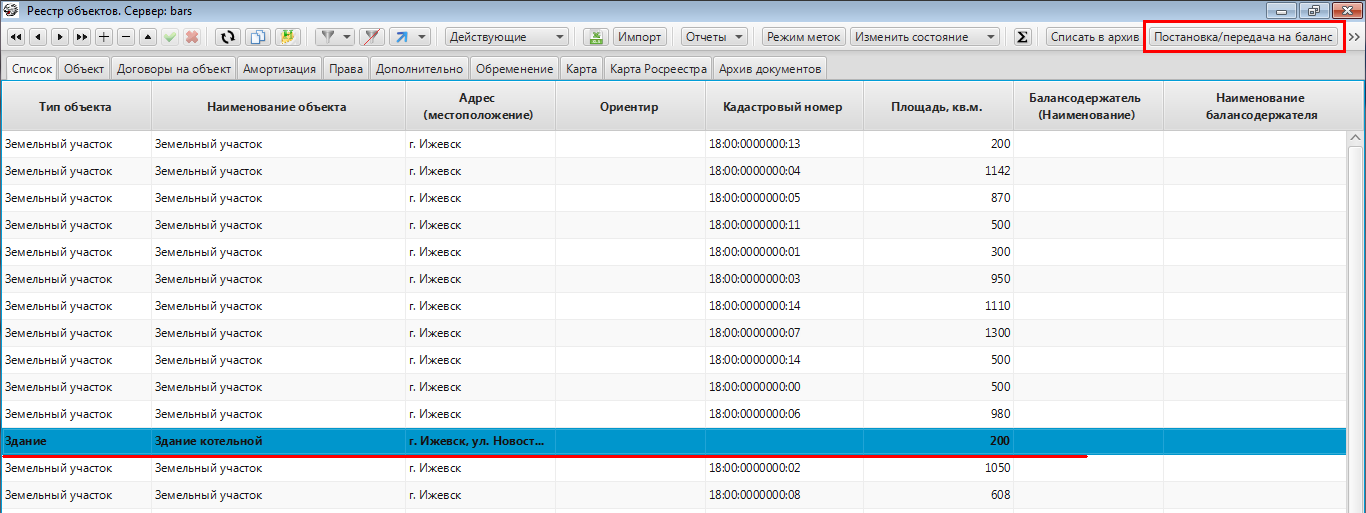 Реестр объектов. Сервер: bars
Действующие Импорт Отчеты Режим меток Изменить состояние Σ Списать в архив Постановка/передача на баланс
Список Объект Договоры на объект Амортизация Права Дополнительно Обременение Карта Карта Росреестра Архив документов
Тип объекта Наименование объекта Адрес (местоположение) Ориентир Кадастровый номер Площадь, кв.м. Балансодержатель (Наименование) Наименование балансодержателя
Земельный участок Земельный участок г. Ижевск 18:00:0000000:13 200
Земельный участок Земельный участок г. Ижевск 18:00:0000000:04 1142
Земельный участок Земельный участок г. Ижевск 18:00:0000000:05 870
Земельный участок Земельный участок г. Ижевск 18:00:0000000:11 500
Земельный участок Земельный участок г. Ижевск 18:00:0000000:01 300
Земельный участок Земельный участок г. Ижевск 18:00:0000000:03 950
Земельный участок Земельный участок г. Ижевск 18:00:0000000:14 1110
Земельный участок Земельный участок г. Ижевск 18:00:0000000:07 1300
Земельный участок Земельный участок г. Ижевск 18:00:0000000:14 500
Земельный участок Земельный участок г. Ижевск 18:00:0000000:00 500
Земельный участок Земельный участок г. Ижевск 18:00:0000000:06 980
Здание Здание котельной г. Ижевск, ул. Новост... 200
Земельный участок Земельный участок г. Ижевск 18:00:0000000:02 1050
Земельный участок Земельный участок г. Ижевск 18:00:0000000:08 608